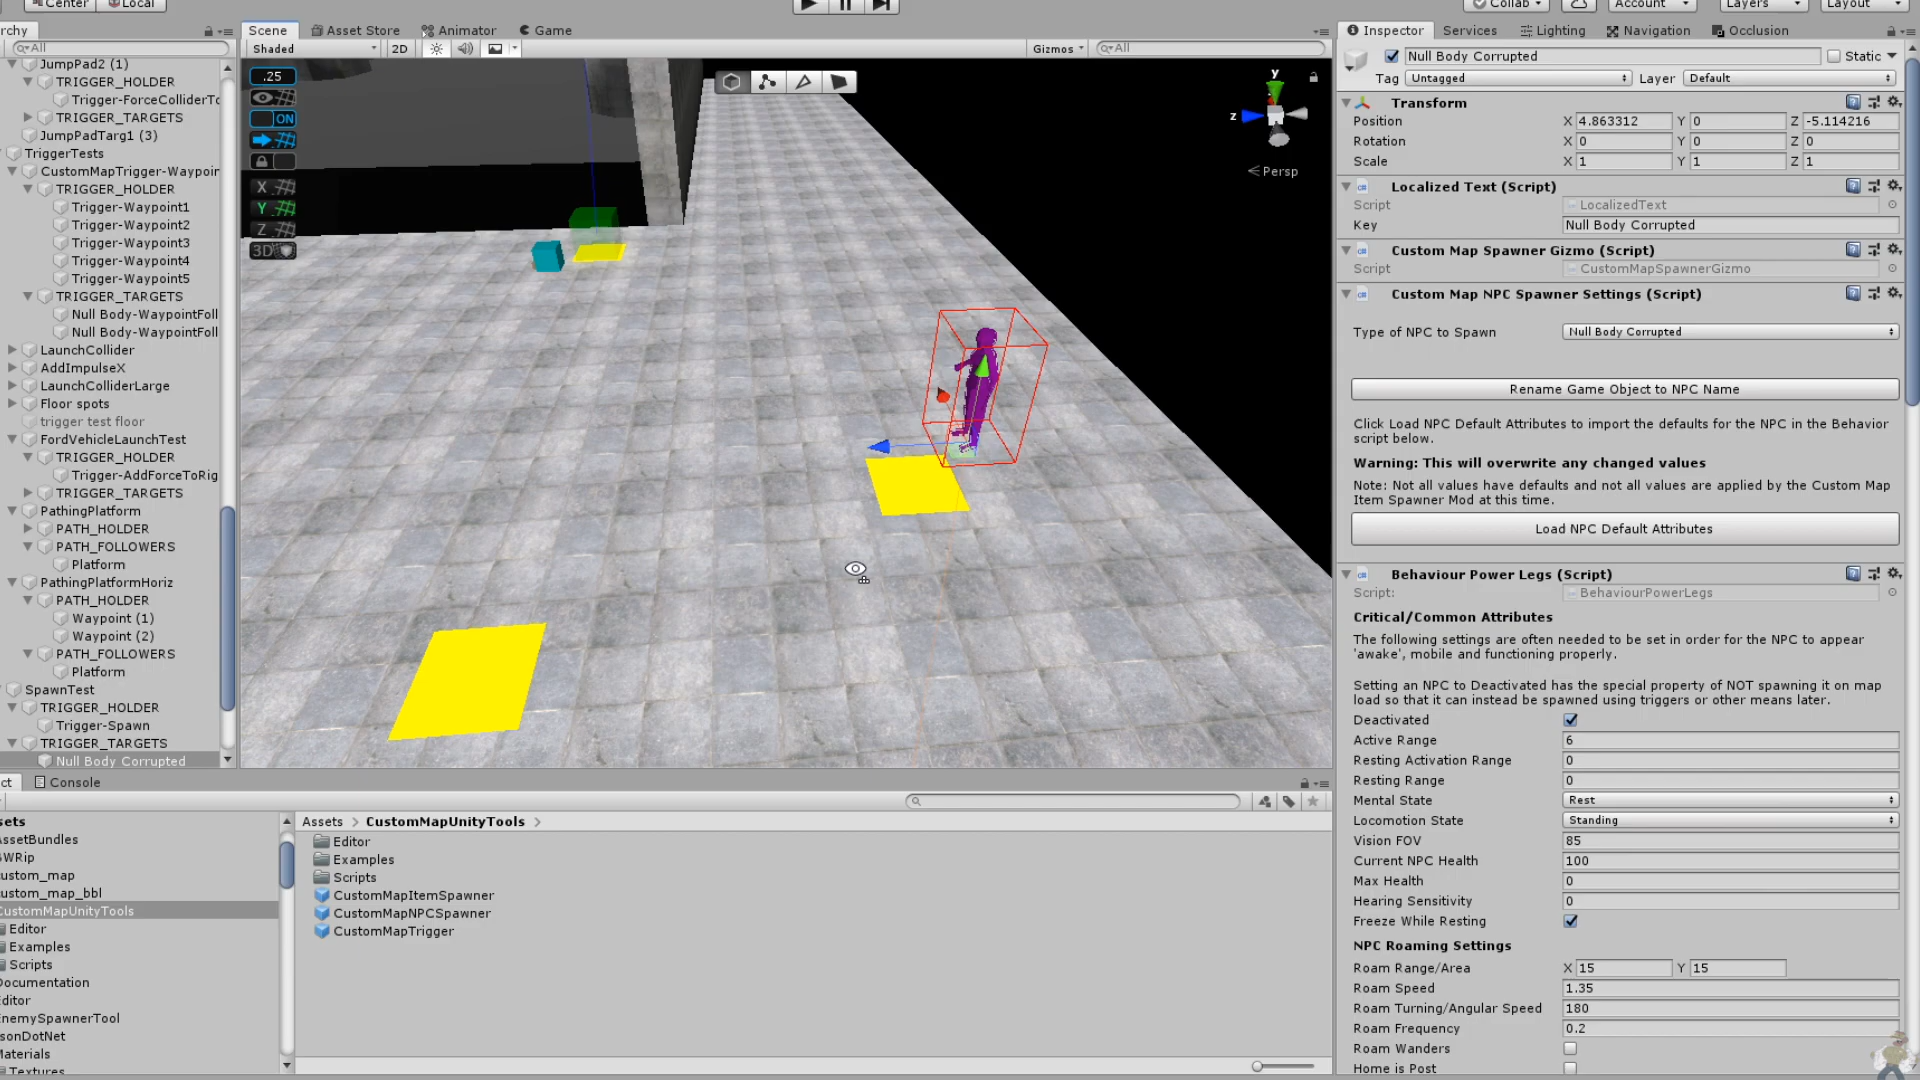 Center Local
Collab Account Layers Layout
rchy
All
JumpPad2 (1)
TRIGGER_HOLDER
Trigger-ForceColliderTo
TRIGGER_TARGETS
JumpPadTarg1 (3)
TriggerTests
CustomMapTrigger-Waypoin
TRIGGER_HOLDER
Trigger-Waypoint1
Trigger-Waypoint2
Trigger-Waypoint3
Trigger-Waypoint4
Trigger-Waypoint5
TRIGGER_TARGETS
Null Body-WaypointFoll
Null Body-WaypointFoll
LaunchCollider
AddImpulseX
LaunchColliderLarge
Floor spots
trigger test floor
FordVehicleLaunchTest
TRIGGER_HOLDER
Trigger-AddForceToRig
TRIGGER_TARGETS
PathingPlatform
PATH_HOLDER
PATH_FOLLOWERS
Platform
PathingPlatformHoriz
PATH_HOLDER
Waypoint (1)
Waypoint (2)
PATH_FOLLOWERS
Platform
SpawnTest
TRIGGER_HOLDER
Trigger-Spawn
TRIGGER_TARGETS
Null Body Corrupted
Scene Asset Store Animator Game
Shaded 2D Gizmos All
.25
ON
X
Y
Z
3D
y
z
Persp
Inspector Services Lighting Navigation Occlusion
Null Body Corrupted Static
Tag Untagged Layer Default
Transform
Position X 4.863312 Y 0 Z -5.114216
Rotation X 0 Y 0 Z 0
Scale X 1 Y 1 Z 1
Localized Text (Script)
Script LocalizedText
Key Null Body Corrupted
Custom Map Spawner Gizmo (Script)
Script CustomMapSpawnerGizmo
Custom Map NPC Spawner Settings (Script)
Type of NPC to Spawn Null Body Corrupted
Rename Game Object to NPC Name
Click Load NPC Default Attributes to import the defaults for the NPC in the Behavior
script below.
Warning: This will overwrite any changed values
Note: Not all values have defaults and not all values are applied by the Custom Map
Item Spawner Mod at this time.
Load NPC Default Attributes
Behaviour Power Legs (Script)
Script: BehaviourPowerLegs
Critical/Common Attributes
The following settings are often needed to be set in order for the NPC to appear
'awake', mobile and functioning properly.
Setting an NPC to Deactivated has the special property of NOT spawning it on map
load so that it can instead be spawned using triggers or other means later.
Deactivated
Active Range 6
Resting Activation Range 0
Resting Range 0
Mental State Rest
Locomotion State Standing
Vision FOV 85
Current NPC Health 100
Max Health 0
Hearing Sensitivity 0
Freeze While Resting
NPC Roaming Settings
Roam Range/Area X 15 Y 15
Roam Speed 1.35
Roam Turning/Angular Speed 180
Roam Frequency 0.2
Roam Wanders
Home is Post
ct Console
sets
AssetBundles
BWRip
custom_map
custom_map_bbl
CustomMapUnityTools
Editor
Examples
Scripts
Documentation
Editor
EnemySpawnerTool
JsonDotNet
Materials
Textures
Assets > CustomMapUnityTools >
Editor
Examples
Scripts
CustomMapItemSpawner
CustomMapNPCSpawner
CustomMapTrigger